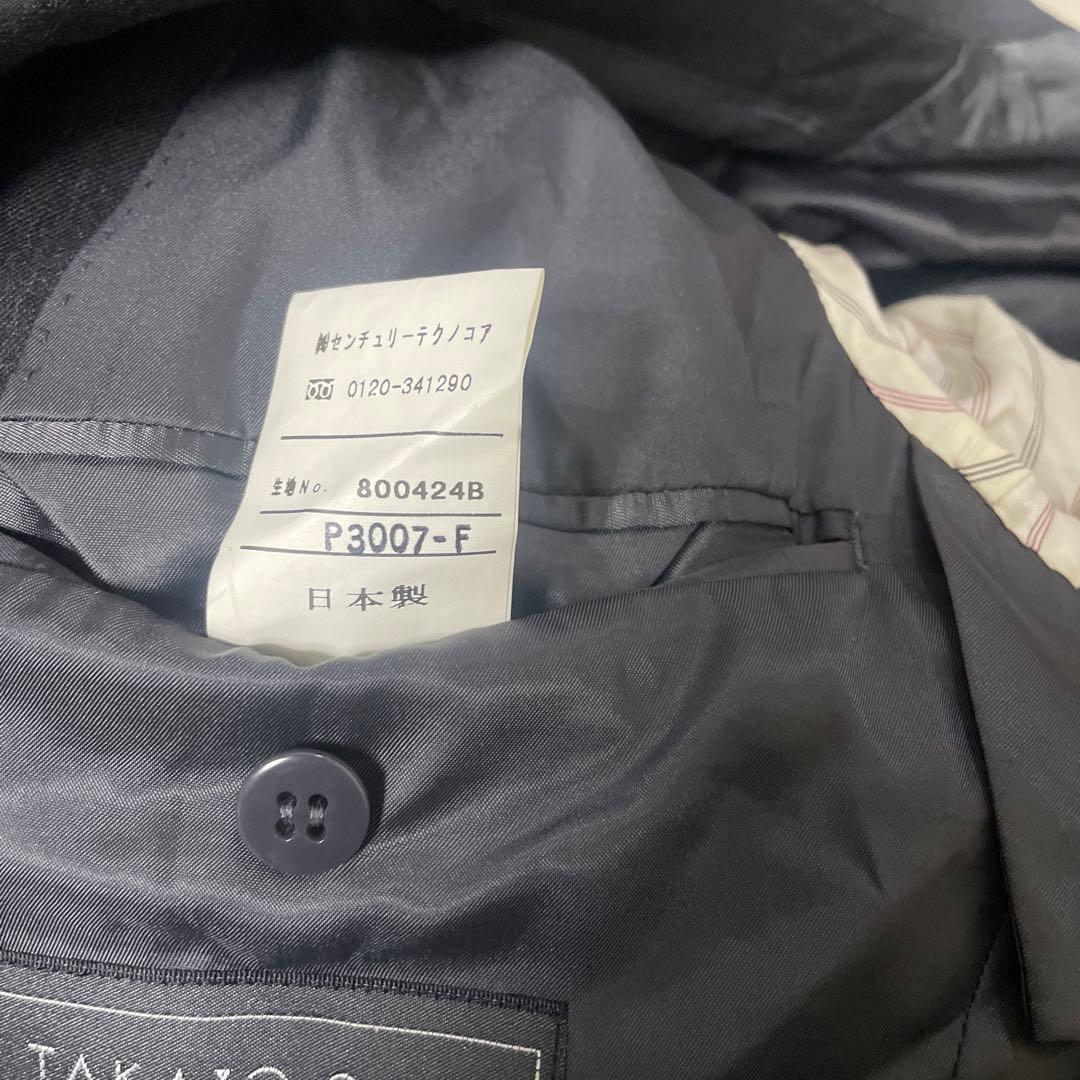 ㈱センチュリーテクノコア
0120-341290
生地No. 800424B
P3007-F
日本製